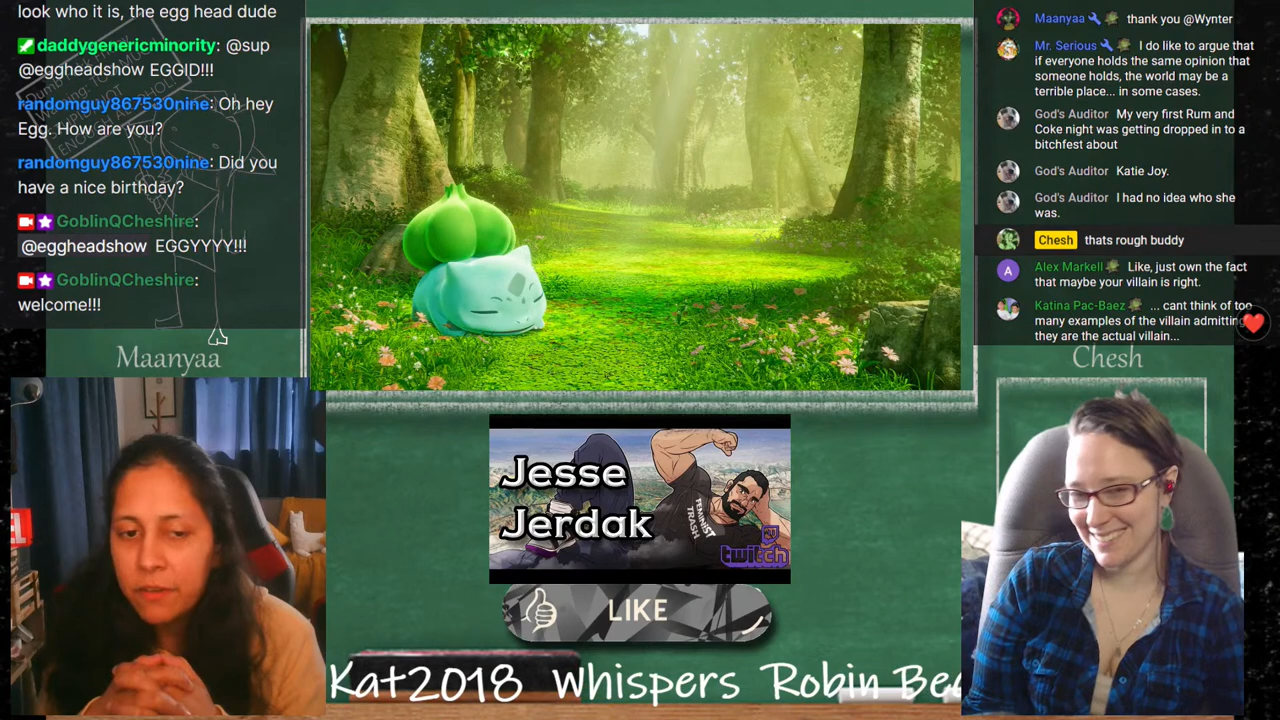 look who it is, the egg head dude
daddygenericminority: @sup
@eggheadshow EGGID!!!
randomguy867530nine: Oh hey
Egg. How are you?
randomguy867530nine: Did you
have a nice birthday?
GoblinQCheshire:
@eggheadshow EGGYYYY!!!
GoblinQCheshire:
welcome!!!
Maanyaa
Jesse
Jerdak
FEMINIST
TRASH
twitch
LIKE
Kat2018 Whispers Robin Bee
Maanyaa thank you @Wynter
Mr. Serious I do like to argue that
if everyone holds the same opinion that
someone holds, the world may be a
terrible place... in some cases.
God's Auditor My very first Rum and
Coke night was getting dropped in to a
bitchfest about
God's Auditor Katie Joy.
God's Auditor I had no idea who she
was.
Chesh thats rough buddy
A Alex Markell Like, just own the fact
that maybe your villain is right.
Katina Pac-Baez ... cant think of too
many examples of the villain admitting
they are the actual villain...
Chesh